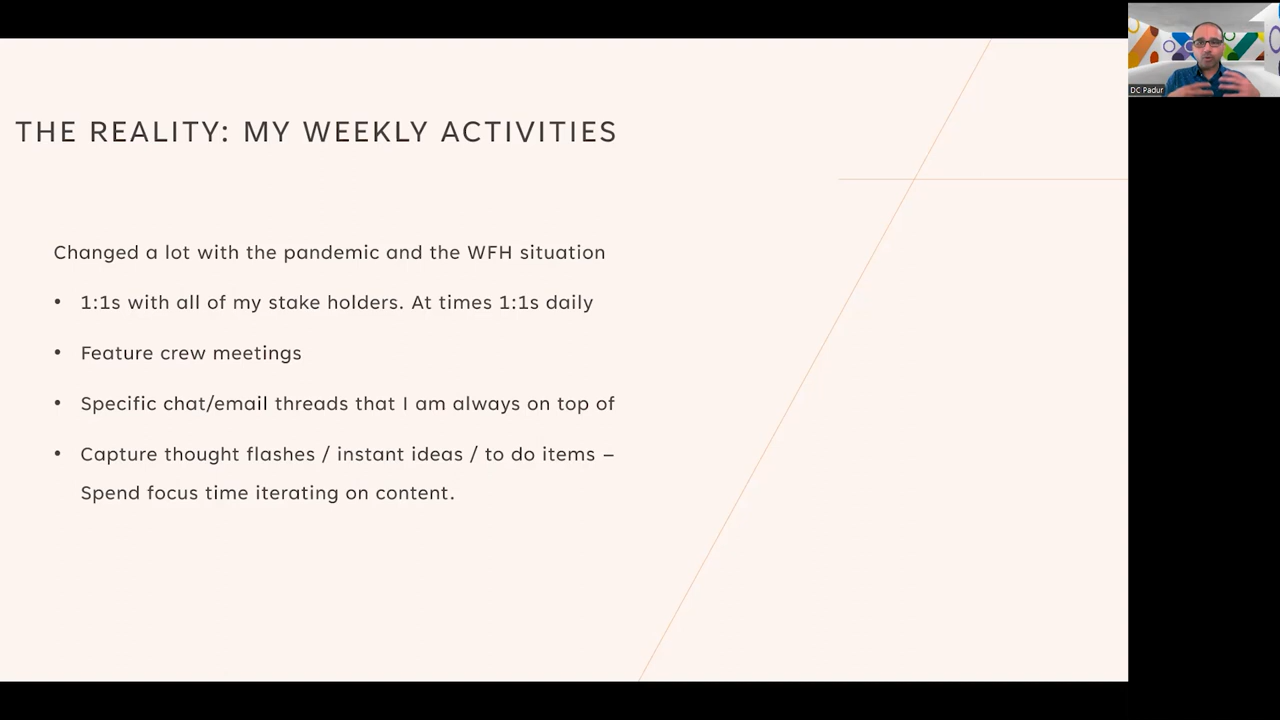 THE REALITY: MY WEEKLY ACTIVITIES
Changed a lot with the pandemic and the WFH situation
• 1:1s with all of my stake holders. At times 1:1s daily
• Feature crew meetings
• Specific chat/email threads that I am always on top of
• Capture thought flashes / instant ideas / to do items –
Spend focus time iterating on content.
DC Padur